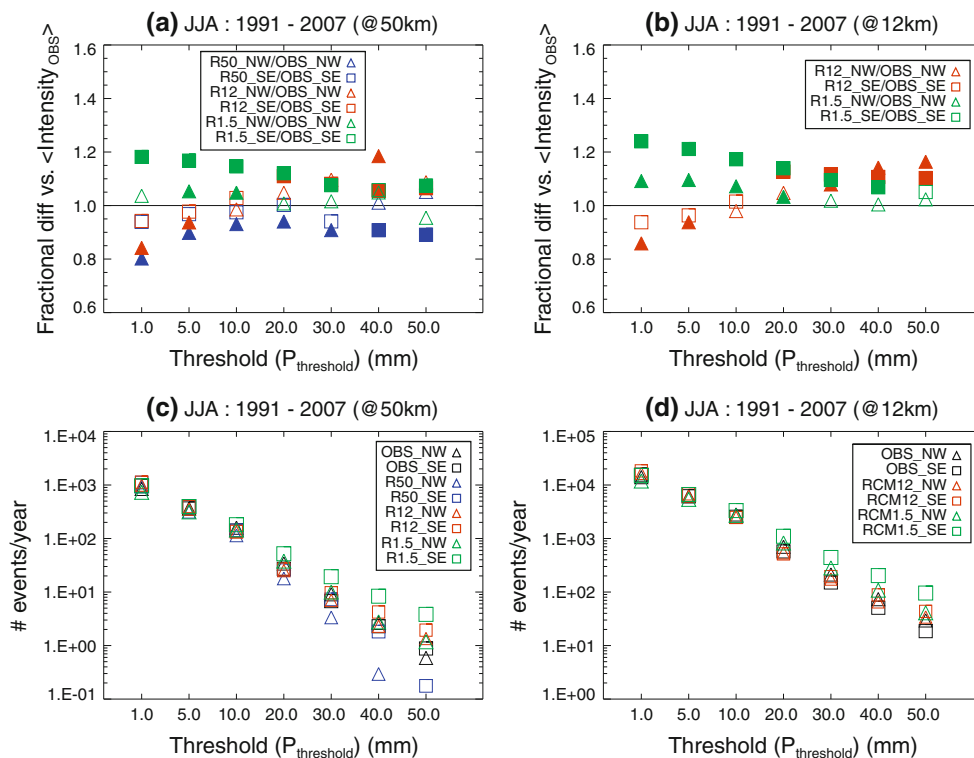 (a) JJA : 1991 - 2007 (@50km)
Fractional diff vs. <Intensity_OBS>
1.6
1.4
1.2
1.0
0.8
0.6
R50_NW/OBS_NW
R50_SE/OBS_SE
R12_NW/OBS_NW
R12_SE/OBS_SE
R1.5_NW/OBS_NW
R1.5_SE/OBS_SE
1.0 5.0 10.0 20.0 30.0 40.0 50.0
Threshold (P_threshold) (mm)
(b) JJA : 1991 - 2007 (@12km)
Fractional diff vs. <Intensity_OBS>
1.6
1.4
1.2
1.0
0.8
0.6
R12_NW/OBS_NW
R12_SE/OBS_SE
R1.5_NW/OBS_NW
R1.5_SE/OBS_SE
1.0 5.0 10.0 20.0 30.0 40.0 50.0
Threshold (P_threshold) (mm)
(c) JJA : 1991 - 2007 (@50km)
# events/year
1.E+04
1.E+03
1.E+02
1.E+01
1.E+00
1.E-01
OBS_NW
OBS_SE
R50_NW
R50_SE
R12_NW
R12_SE
R1.5_NW
R1.5_SE
1.0 5.0 10.0 20.0 30.0 40.0 50.0
Threshold (P_threshold) (mm)
(d) JJA : 1991 - 2007 (@12km)
# events/year
1.E+05
1.E+04
1.E+03
1.E+02
1.E+01
1.E+00
OBS_NW
OBS_SE
RCM12_NW
RCM12_SE
RCM1.5_NW
RCM1.5_SE
1.0 5.0 10.0 20.0 30.0 40.0 50.0
Threshold (P_threshold) (mm)